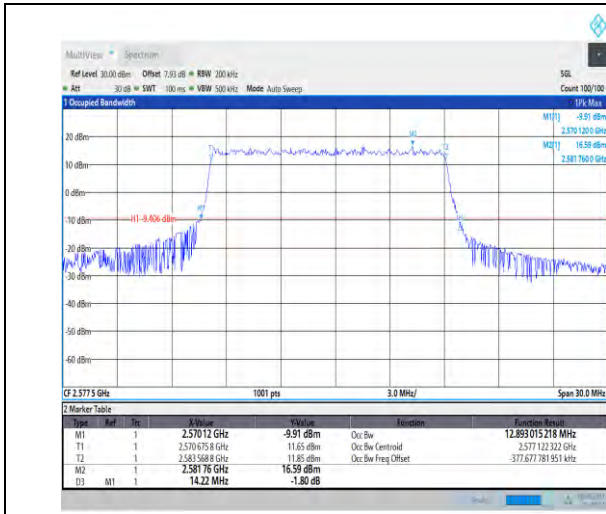 MultiView Spectrum
Ref Level 30.00 dBm Offset 7.93 dB RBW 200 kHz SGL
Att 30 dB SWT 100 ms VBW 500 kHz Mode Auto Sweep Count 100/100
1 Occupied Bandwidth 1Pk Max
M1[1] -9.91 dBm
2.570 120 0 GHz
M2[1] 16.59 dBm
2.581 760 0 GHz
20 dBm
M2
T1 T2
10 dBm
0 dBm
M1
-10 dBm H1 -9.406 dBm
-20 dBm
-30 dBm
-40 dBm
-50 dBm
-60 dBm
CF 2.577 5 GHz 1001 pts 3.0 MHz/ Span 30.0 MHz
2 Marker Table
Type Ref Trc X-Value Y-Value Function Function Result
M1 1 2.570 12 GHz -9.91 dBm Occ Bw 12.893 015 218 MHz
T1 1 2.570 675 8 GHz 11.65 dBm Occ Bw Centroid 2.577 122 322 GHz
T2 1 2.583 568 8 GHz 11.85 dBm Occ Bw Freq Offset -377.677 781 951 kHz
M2 1 2.581 76 GHz 16.59 dBm
D3 M1 1 14.22 MHz -1.80 dB